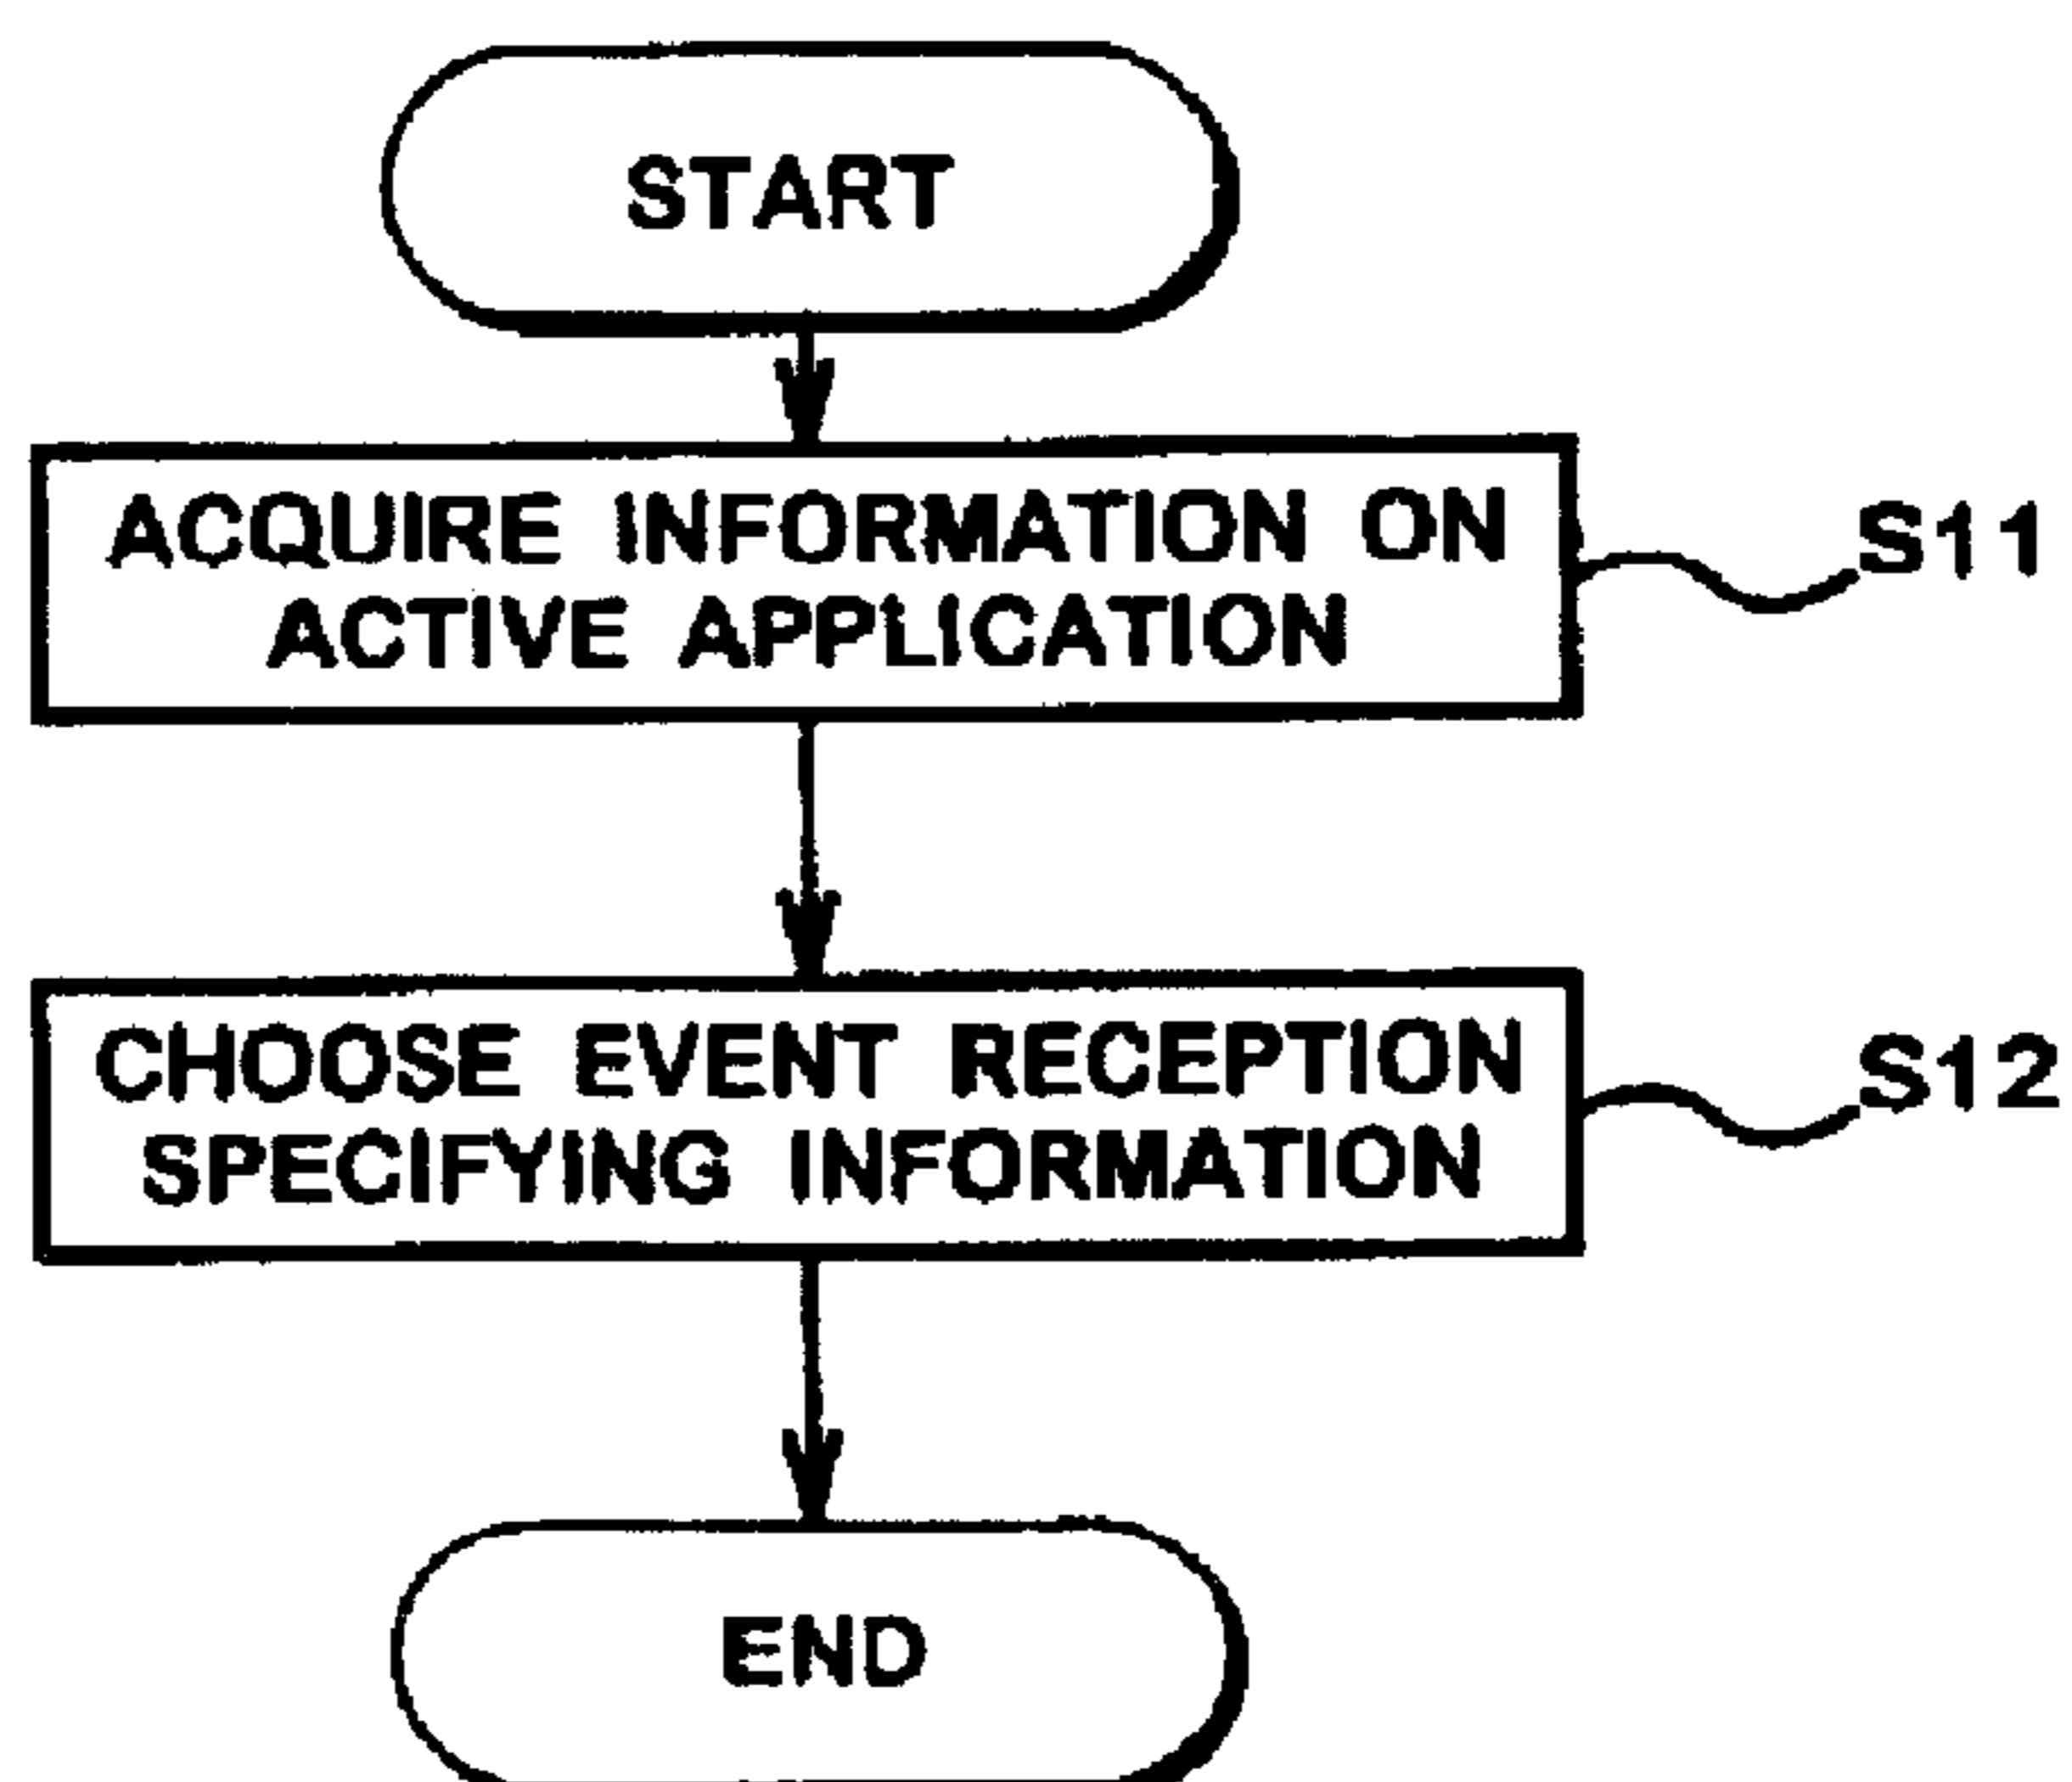 START
ACQUIRE INFORMATION ON
ACTIVE APPLICATION
S11
CHOOSE EVENT RECEPTION
SPECIFYING INFORMATION
S12
END